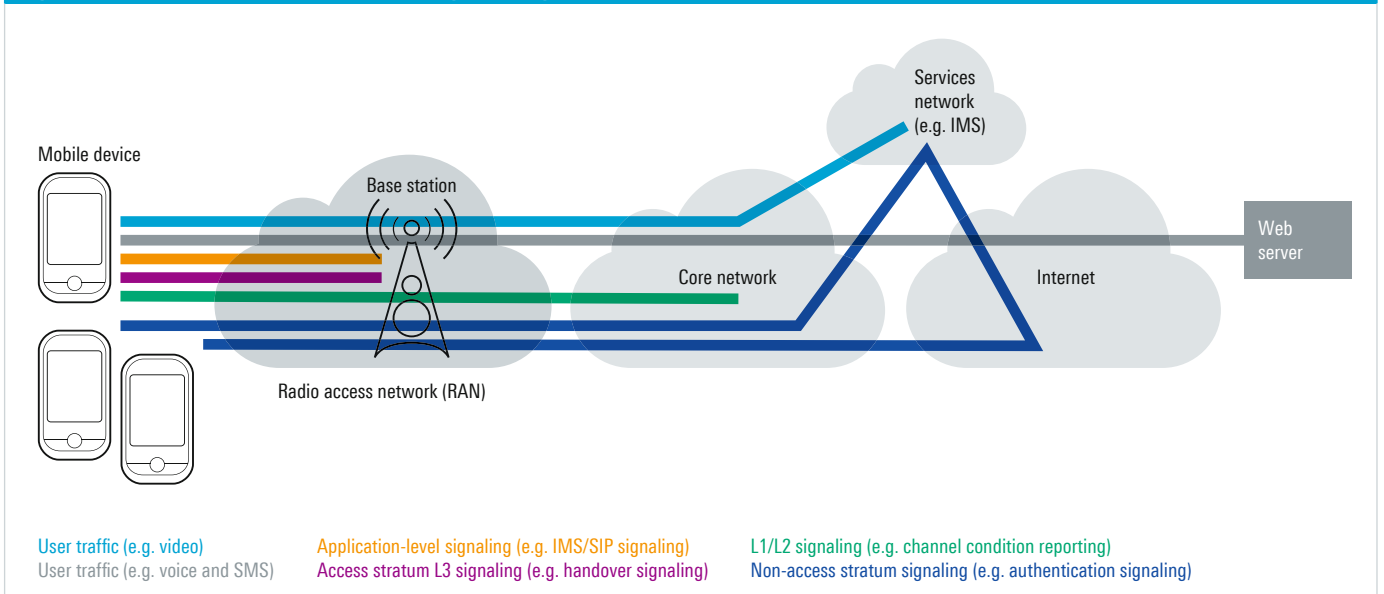 Services
network
(e.g. IMS)
Mobile device
Base station
Web
server
Core network
Internet
Radio access network (RAN)
User traffic (e.g. video)
Application-level signaling (e.g. IMS/SIP signaling)
L1/L2 signaling (e.g. channel condition reporting)
User traffic (e.g. voice and SMS)
Access stratum L3 signaling (e.g. handover signaling)
Non-access stratum signaling (e.g. authentication signaling)